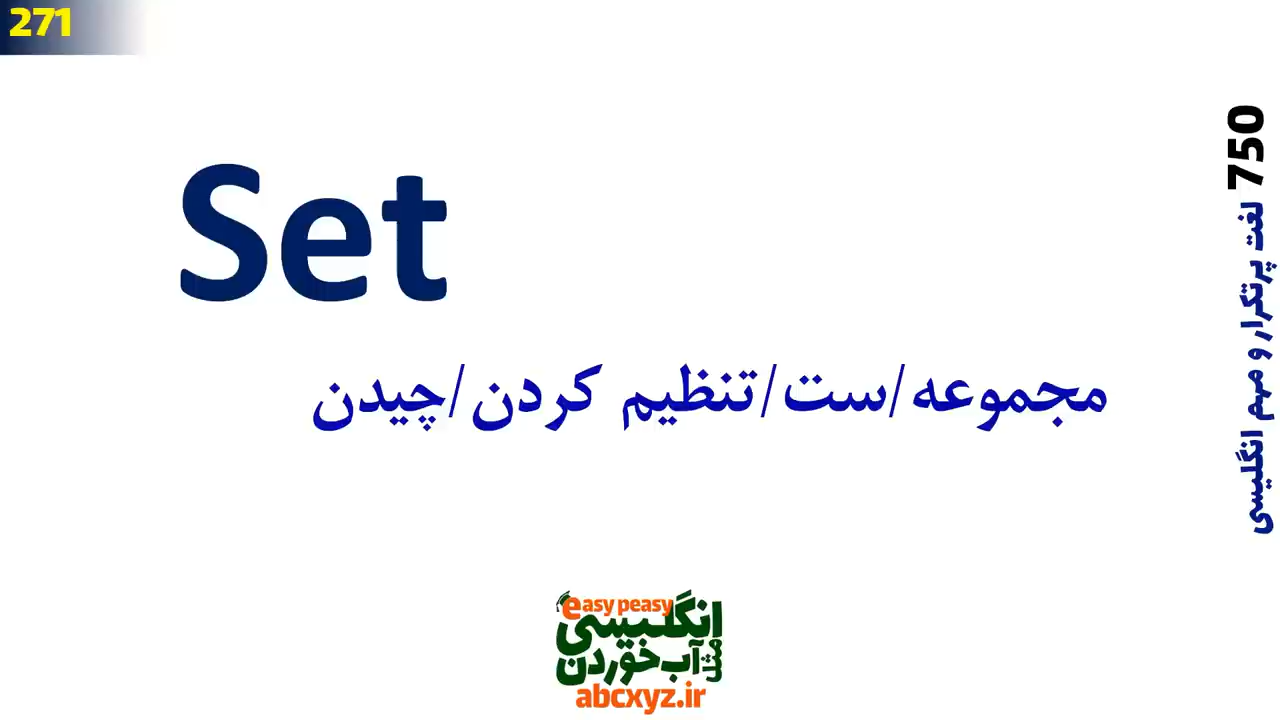 271
Set
مجموعه/ست/تنظیم کردن/چیدن
750 لغت پرتکرار و مهم انگلیسی
easy peasy
انگلیسی
مثل آب خوردن
abcxyz.ir